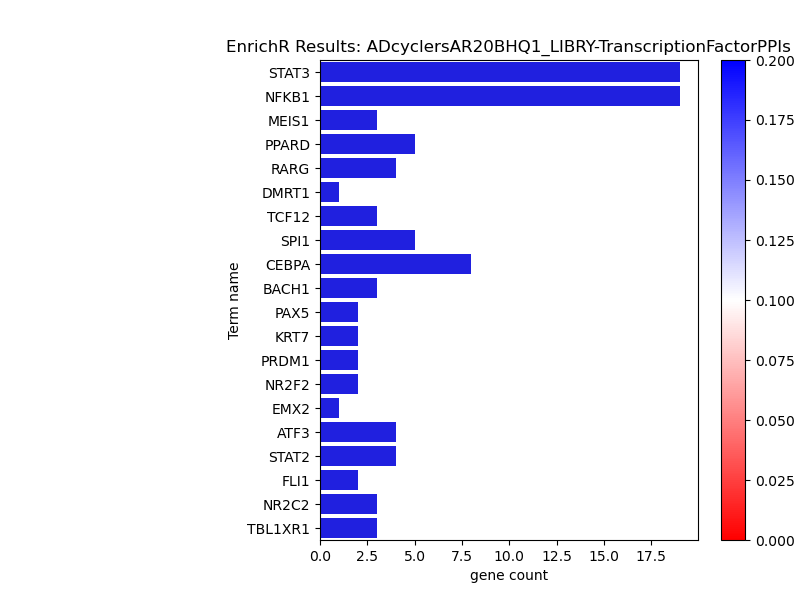 EnrichR Results: ADcyclersAR20BHQ1_LIBRY-TranscriptionFactorPPIs
STAT3
NFKB1
MEIS1
PPARD
RARG
DMRT1
TCF12
SPI1
CEBPA
BACH1
PAX5
KRT7
PRDM1
NR2F2
EMX2
ATF3
STAT2
FLI1
NR2C2
TBL1XR1
Term name
0.0 2.5 5.0 7.5 10.0 12.5 15.0 17.5
gene count
0.200
0.175
0.150
0.125
0.100
0.075
0.050
0.025
0.000